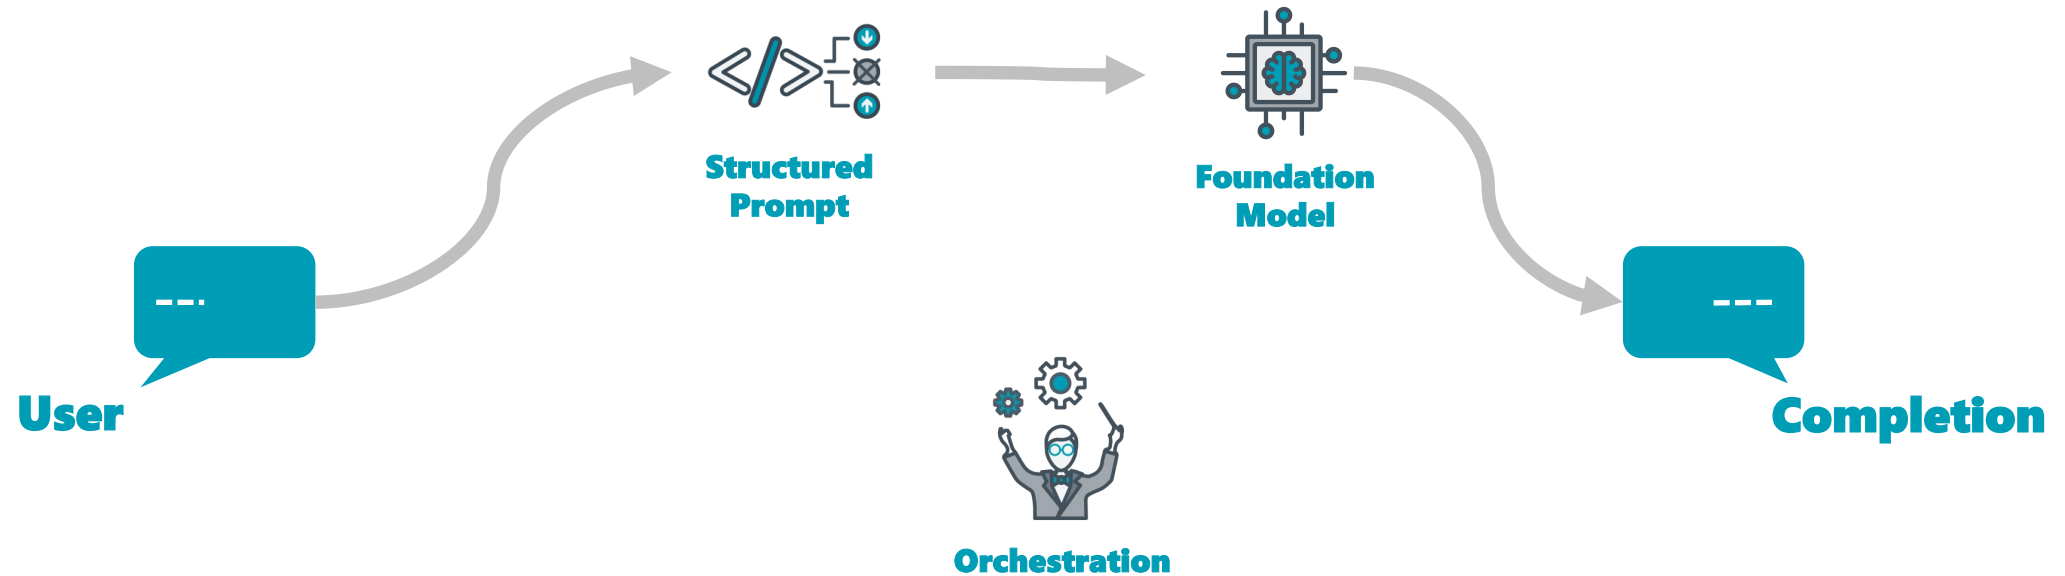 Structured
Prompt
Foundation
Model
User
Completion
Orchestration